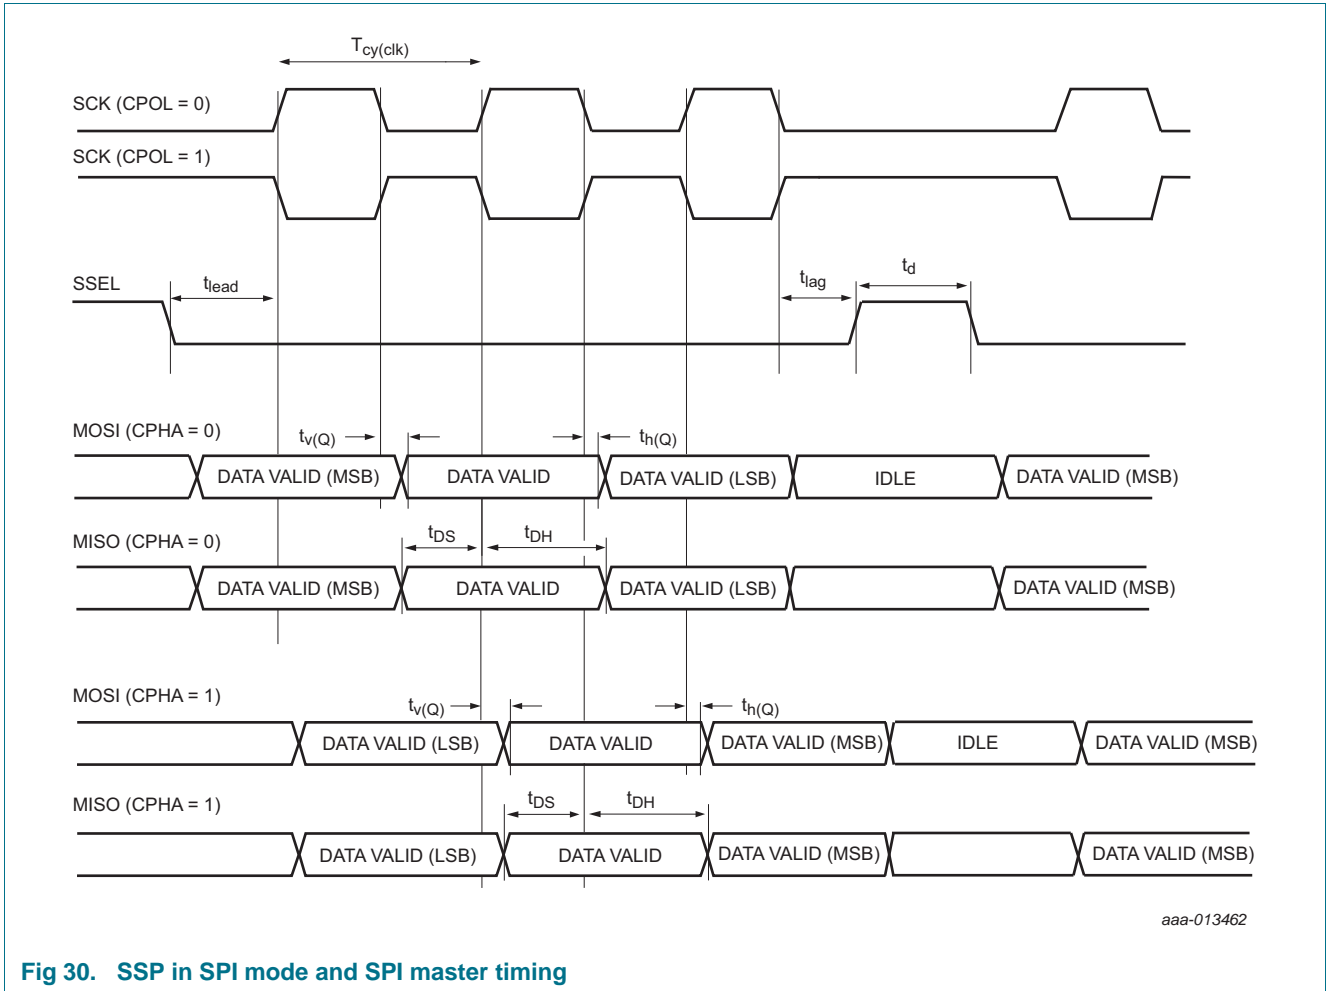 Tcy(clk)
SCK (CPOL = 0)
SCK (CPOL = 1)
SSEL
tlead
tlag
td
MOSI (CPHA = 0)
tv(Q)
th(Q)
DATA VALID (MSB) DATA VALID DATA VALID (LSB) IDLE DATA VALID (MSB)
MISO (CPHA = 0)
tDS
tDH
DATA VALID (MSB) DATA VALID DATA VALID (LSB) DATA VALID (MSB)
MOSI (CPHA = 1)
tv(Q)
th(Q)
DATA VALID (LSB) DATA VALID DATA VALID (MSB) IDLE DATA VALID (MSB)
MISO (CPHA = 1)
tDS
tDH
DATA VALID (LSB) DATA VALID DATA VALID (MSB) DATA VALID (MSB)
aaa-013462
Fig 30. SSP in SPI mode and SPI master timing